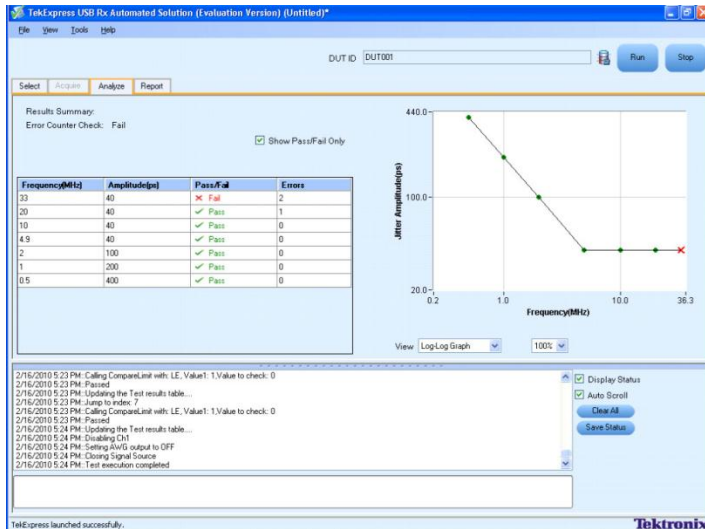 TekExpress USB Rx Automated Solution (Evaluation Version) (Untitled)*
File View Tools Help
DUT ID DUT001 Run Stop
Select Acquire Analyze Report
Results Summary:
Error Counter Check: Fail
Show Pass/Fail Only
Frequency(MHz) Amplitude(ps) Pass/Fail Errors
33 40 Fail 2
20 40 Pass 1
10 40 Pass 0
4.9 40 Pass 0
2 100 Pass 0
1 200 Pass 0
0.5 400 Pass 0
440.0
100.0
20.0
Jitter Amplitude(ps)
0.2 1.0 10.0 36.3
Frequency(MHz)
View Log-Log Graph 100%
2/16/2010 5:23 PM::Calling CompareLimit with: LE, Value1: 1,Value to check: 0
2/16/2010 5:23 PM::Passed
2/16/2010 5:23 PM::Updating the Test results table....
2/16/2010 5:23 PM::Jump to index: 7
2/16/2010 5:23 PM::Calling CompareLimit with: LE, Value1: 1,Value to check: 0
2/16/2010 5:23 PM::Passed
2/16/2010 5:24 PM::Updating the Test results table....
2/16/2010 5:24 PM::Disabling Ch1
2/16/2010 5:24 PM::Setting AWG output to OFF
2/16/2010 5:24 PM::Closing Signal Source
2/16/2010 5:24 PM::Test execution completed
Display Status
Auto Scroll
Clear All
Save Status
TekExpress launched successfully.
Tektronix